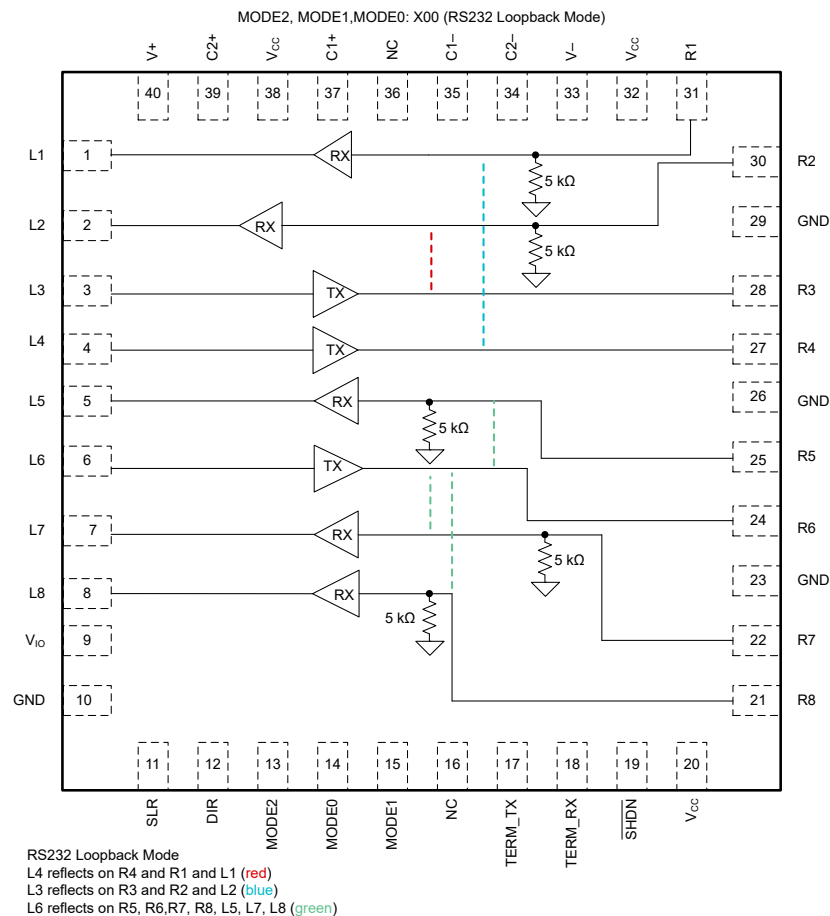 MODE2, MODE1,MODE0: X00 (RS232 Loopback Mode)
V+ C2+ VCC C1+ NC C1– C2– V– VCC R1
40 39 38 37 36 35 34 33 32 31
L1 1 RX 30 R2
5 kΩ
L2 2 RX 29 GND
5 kΩ
L3 3 TX 28 R3
L4 4 TX 27 R4
L5 5 RX 26 GND
5 kΩ
L6 6 TX 25 R5
L7 7 RX 24 R6
5 kΩ
L8 8 RX 23 GND
5 kΩ
VIO 9 22 R7
GND 10 21 R8
11 12 13 14 15 16 17 18 19 20
SLR DIR MODE2 MODE0 MODE1 NC TERM_TX TERM_RX SHDN VCC
RS232 Loopback Mode
L4 reflects on R4 and R1 and L1 (red)
L3 reflects on R3 and R2 and L2 (blue)
L6 reflects on R5, R6,R7, R8, L5, L7, L8 (green)